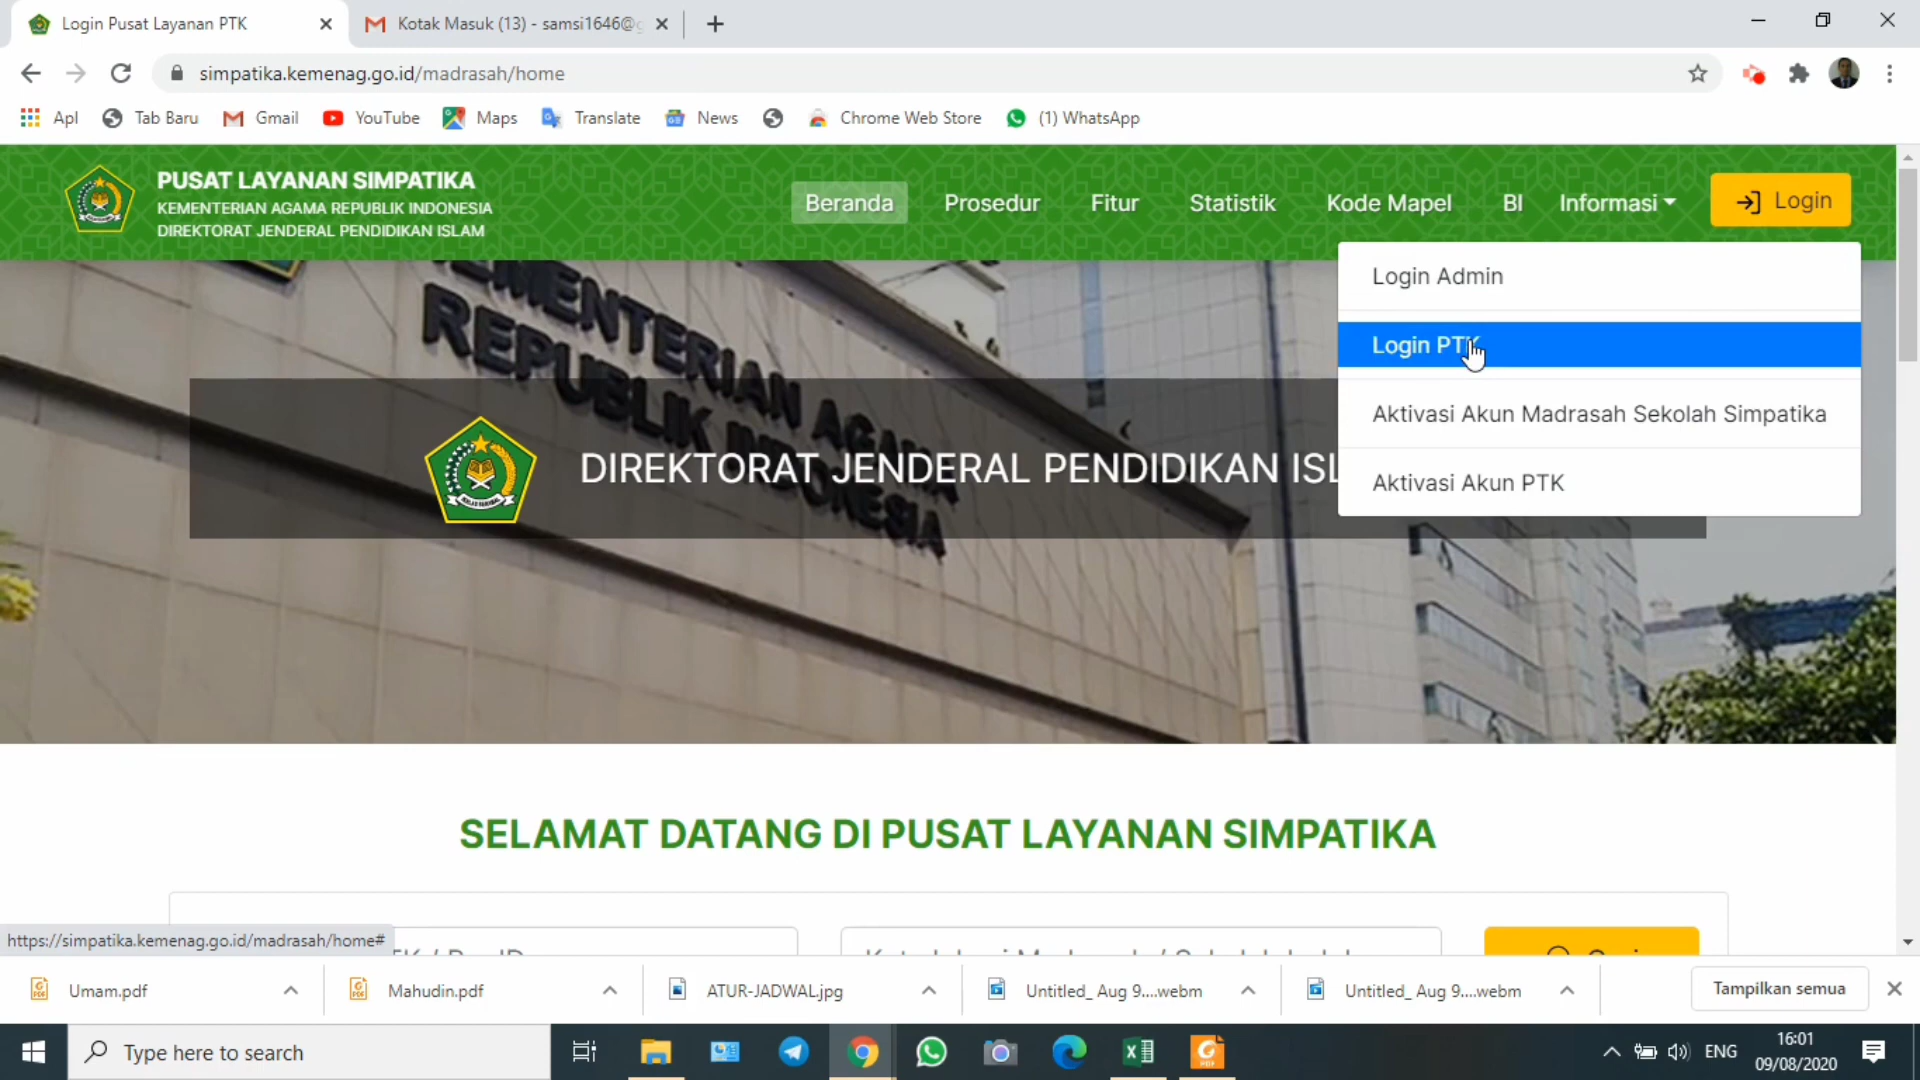 Login Pusat Layanan PTK
Kotak Masuk (13) - samsi1646@g
simpatika.kemenag.go.id/madrasah/home
Apl Tab Baru Gmail YouTube Maps Translate News Chrome Web Store (1) WhatsApp
PUSAT LAYANAN SIMPATIKA
KEMENTERIAN AGAMA REPUBLIK INDONESIA
DIREKTORAT JENDERAL PENDIDIKAN ISLAM
Beranda Prosedur Fitur Statistik Kode Mapel BI Informasi Login
Login Admin
Login PTK
Aktivasi Akun Madrasah Sekolah Simpatika
Aktivasi Akun PTK
KEMENTERIAN AGAMA
REPUBLIK INDONESIA
DIREKTORAT JENDERAL PENDIDIKAN ISL
SELAMAT DATANG DI PUSAT LAYANAN SIMPATIKA
https://simpatika.kemenag.go.id/madrasah/home#
Umam.pdf Mahudin.pdf ATUR-JADWAL.jpg Untitled_ Aug 9....webm Untitled_ Aug 9....webm Tampilkan semua
Type here to search
ENG
16:01
09/08/2020